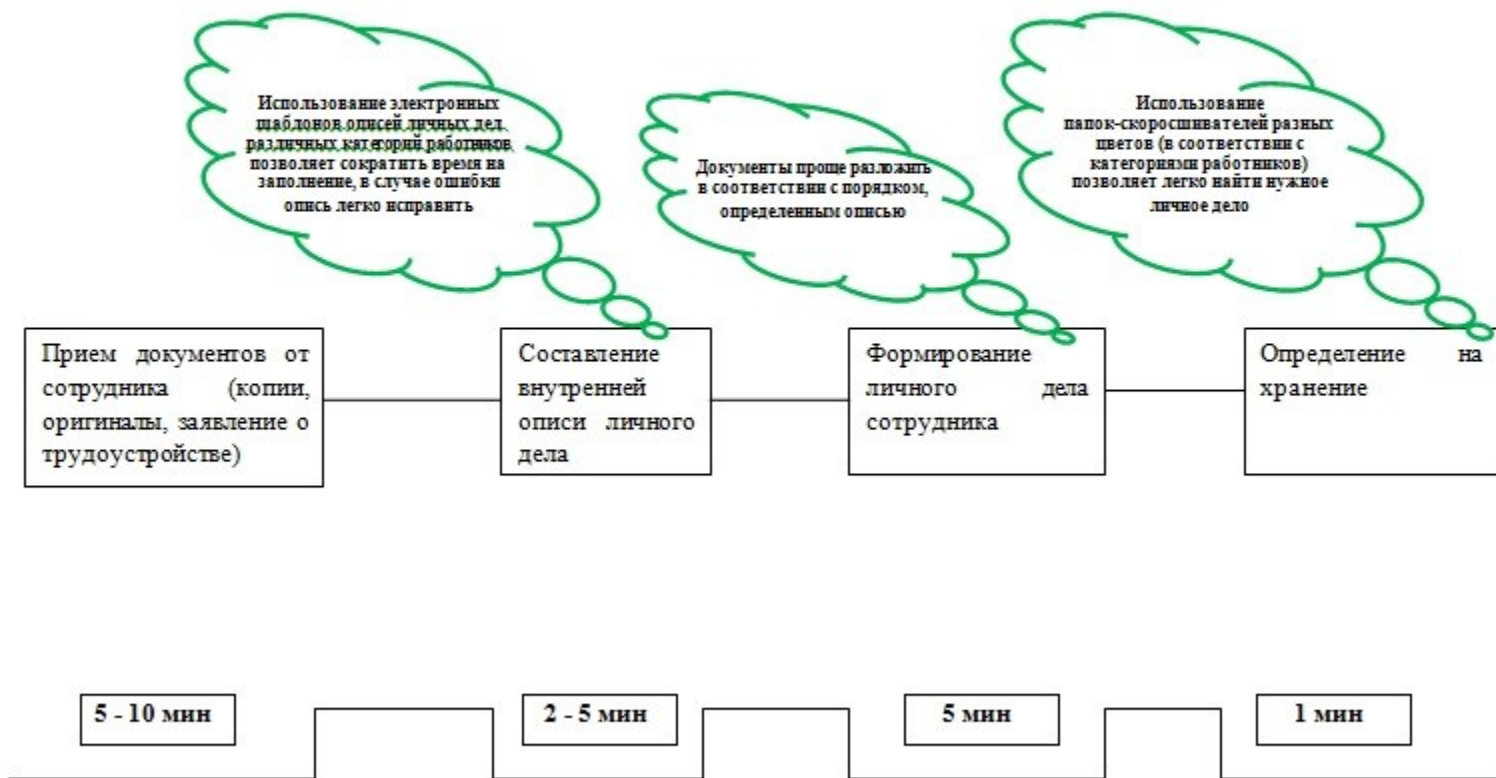 Использование электронных
шаблонов описей личных дел
различных категорий работников
позволяет сократить время на
заполнение, в случае ошибки
опись легко исправить
Документы проще разложить
в соответствии с порядком,
определенным описью
Использование
папок-скоросшивателей разных
цветов (в соответствии с
категориями работников)
позволяет легко найти нужное
личное дело
Прием документов от
сотрудника (копии,
оригиналы, заявление о
трудоустройстве)
Составление
внутренней
описи личного
дела
Формирование
личного дела
сотрудника
Определение на
хранение
5 - 10 мин
2 - 5 мин
5 мин
1 мин